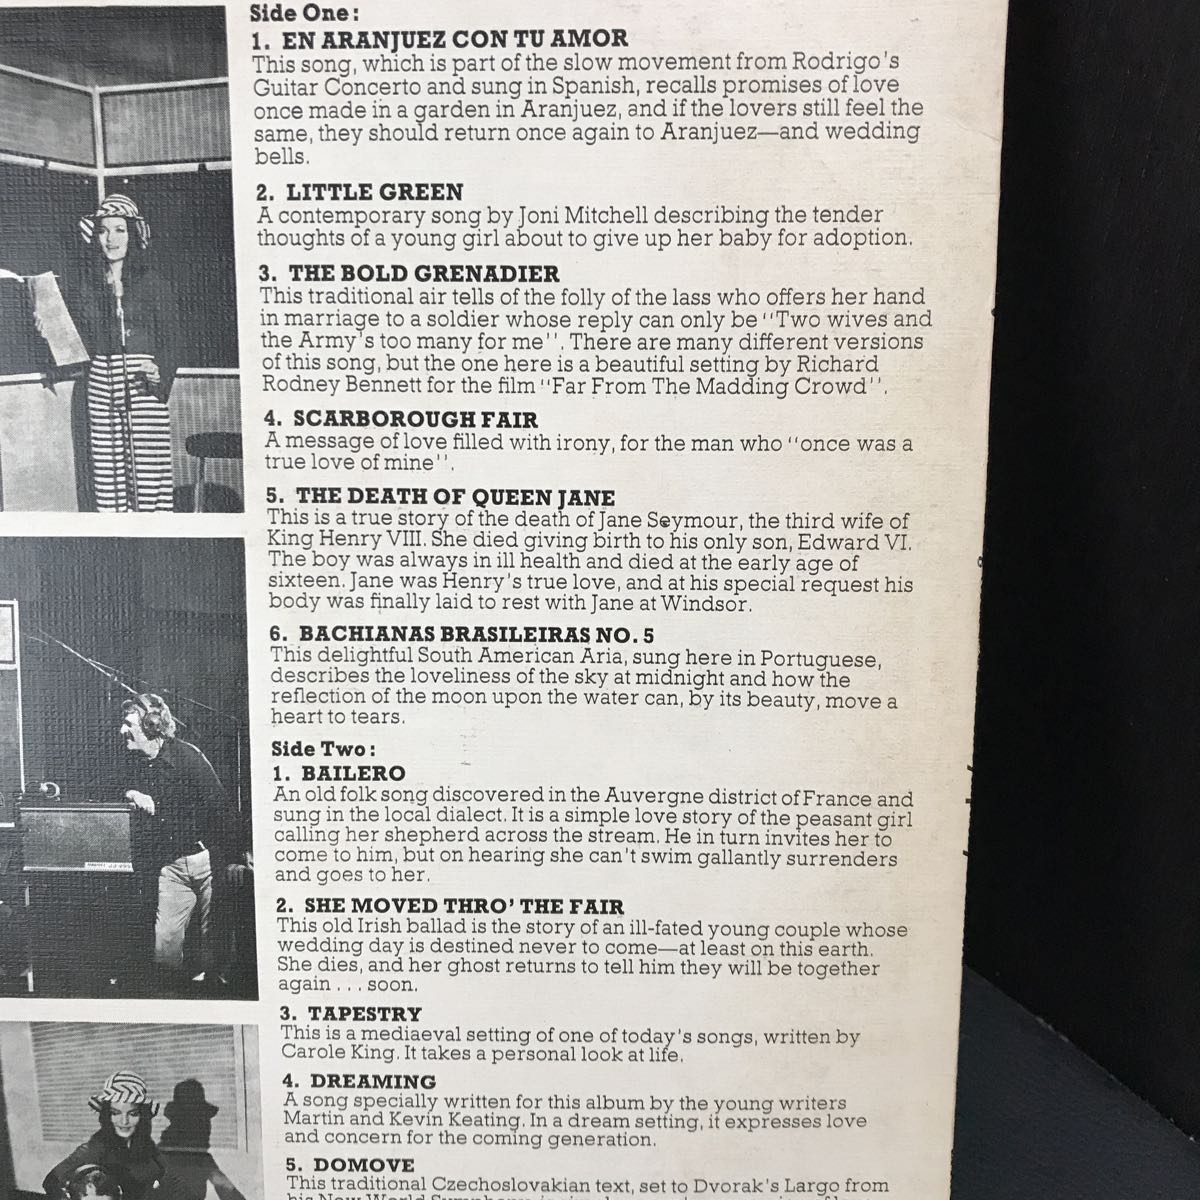 Side One:
1. EN ARANJUEZ CON TU AMOR
This song, which is part of the slow movement from Rodrigo's
Guitar Concerto and sung in Spanish, recalls promises of love
once made in a garden in Aranjuez, and if the lovers still feel the
same, they should return once again to Aranjuez—and wedding
bells.
2. LITTLE GREEN
A contemporary song by Joni Mitchell describing the tender
thoughts of a young girl about to give up her baby for adoption.
3. THE BOLD GRENADIER
This traditional air tells of the folly of the lass who offers her hand
in marriage to a soldier whose reply can only be "Two wives and
the Army's too many for me". There are many different versions
of this song, but the one here is a beautiful setting by Richard
Rodney Bennett for the film "Far From The Madding Crowd".
4. SCARBOROUGH FAIR
A message of love filled with irony, for the man who "once was a
true love of mine".
5. THE DEATH OF QUEEN JANE
This is a true story of the death of Jane Seymour, the third wife of
King Henry VIII. She died giving birth to his only son, Edward VI.
The boy was always in ill health and died at the early age of
sixteen. Jane was Henry's true love, and at his special request his
body was finally laid to rest with Jane at Windsor.
6. BACHIANAS BRASILEIRAS NO. 5
This delightful South American Aria, sung here in Portuguese,
describes the loveliness of the sky at midnight and how the
reflection of the moon upon the water can, by its beauty, move a
heart to tears.
Side Two:
1. BAILERO
An old folk song discovered in the Auvergne district of France and
sung in the local dialect. It is a simple love story of the peasant girl
calling her shepherd across the stream. He in turn invites her to
come to him, but on hearing she can't swim gallantly surrenders
and goes to her.
2. SHE MOVED THRO' THE FAIR
This old Irish ballad is the story of an ill-fated young couple whose
wedding day is destined never to come—at least on this earth.
She dies, and her ghost returns to tell him they will be together
again . . . soon.
3. TAPESTRY
This is a mediaeval setting of one of today's songs, written by
Carole King. It takes a personal look at life.
4. DREAMING
A song specially written for this album by the young writers
Martin and Kevin Keating. In a dream setting, it expresses love
and concern for the coming generation.
5. DOMOVE
This traditional Czechoslovakian text, set to Dvorak's Largo from
his New World Symphony